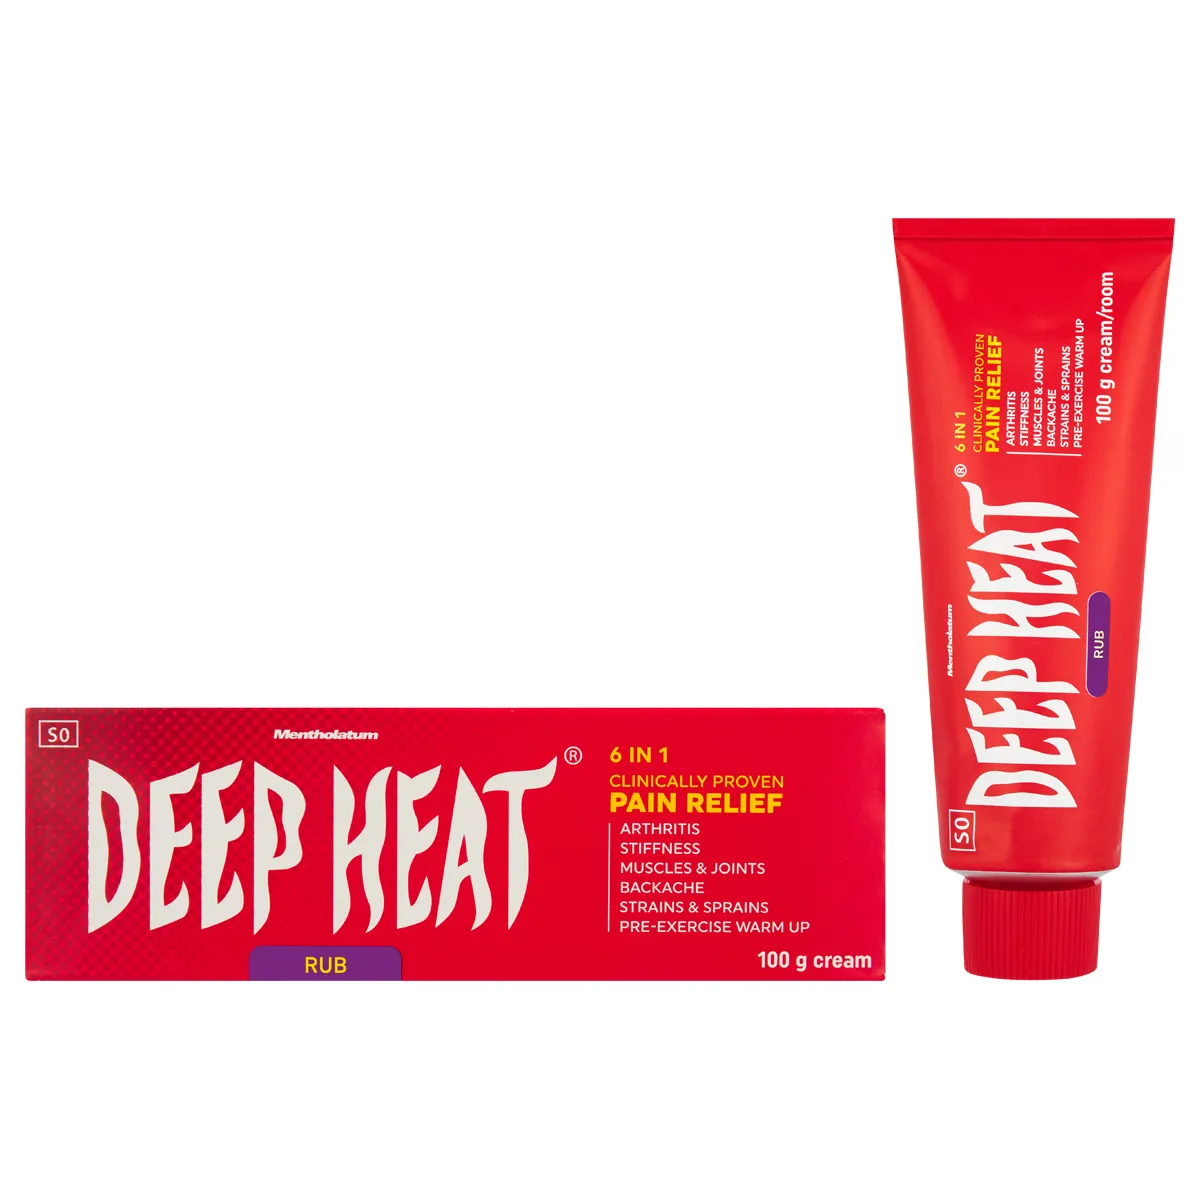 S0
Mentholatum
DEEP HEAT®
RUB
6 IN 1
CLINICALLY PROVEN
PAIN RELIEF
ARTHRITIS
STIFFNESS
MUSCLES & JOINTS
BACKACHE
STRAINS & SPRAINS
PRE-EXERCISE WARM UP
100 g cream
S0
Mentholatum
DEEP HEAT®
RUB
6 IN 1
CLINICALLY PROVEN
PAIN RELIEF
ARTHRITIS
STIFFNESS
MUSCLES & JOINTS
BACKACHE
STRAINS & SPRAINS
PRE-EXERCISE WARM UP
100 g cream/room